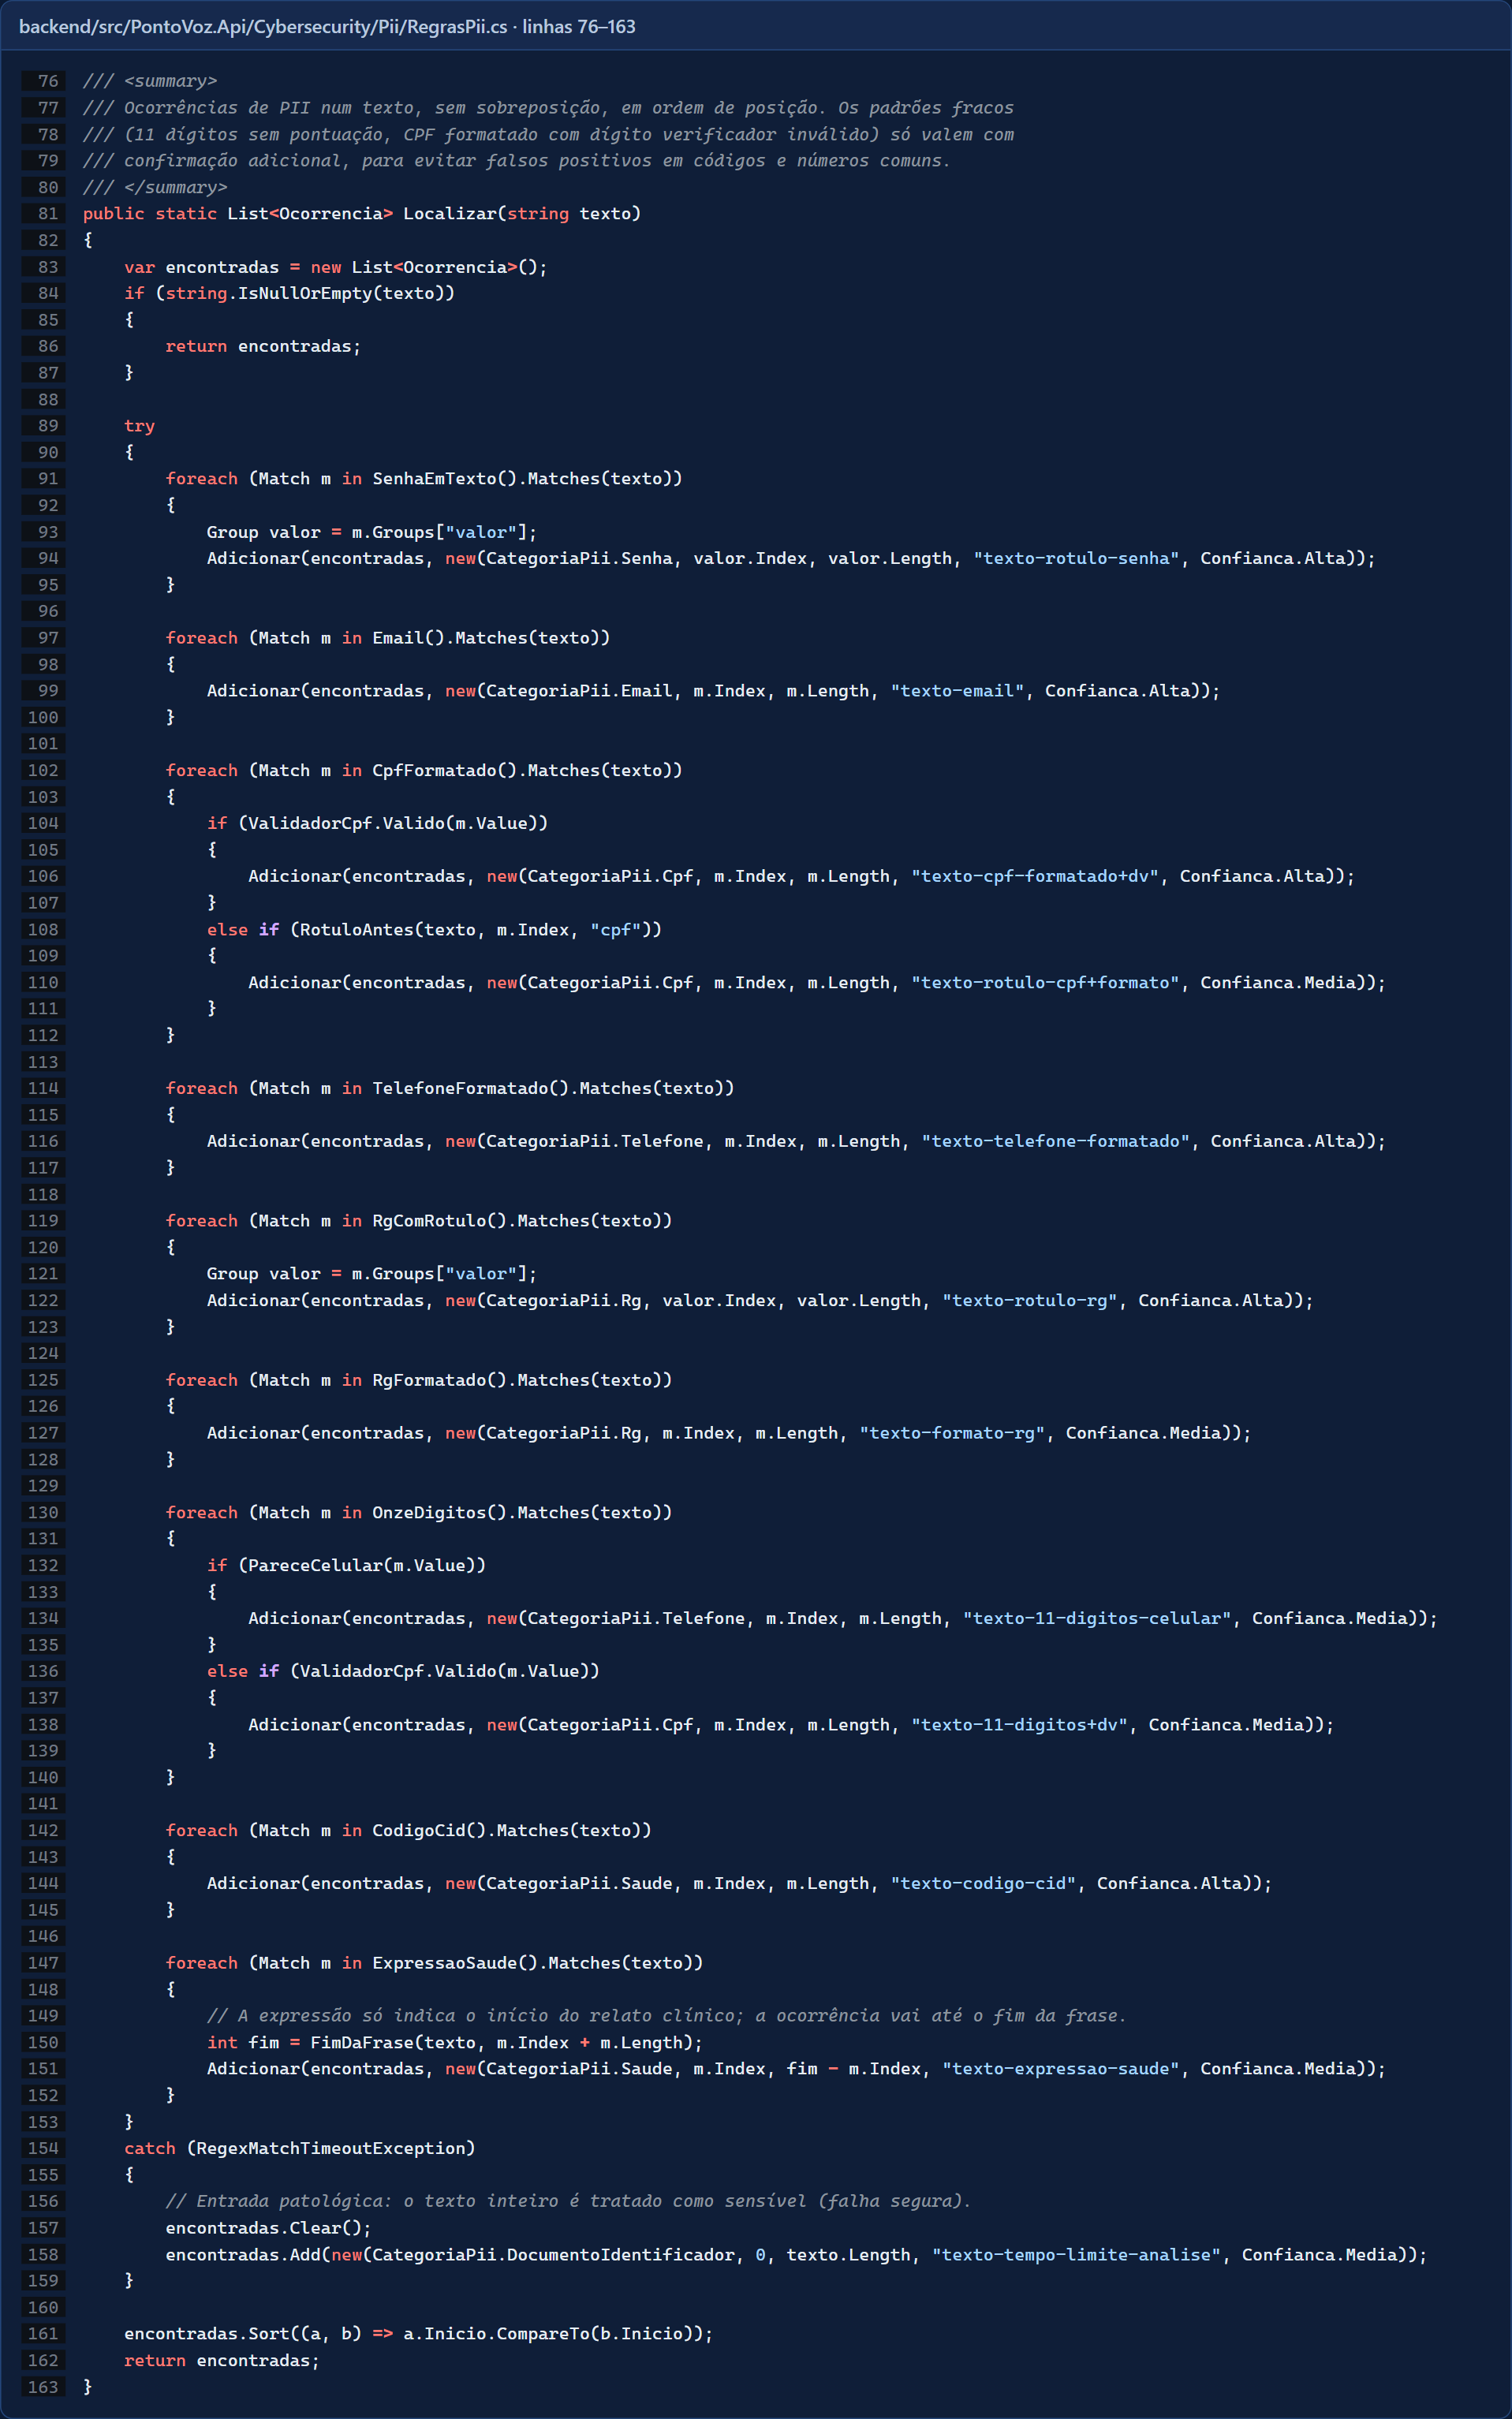 backend/src/PontoVoz.Api/Cybersecurity/Pii/RegrasPii.cs · linhas 76–163
76 /// <summary>
77 /// Ocorrências de PII num texto, sem sobreposição, em ordem de posição. Os padrões fracos
78 /// (11 dígitos sem pontuação, CPF formatado com dígito verificador inválido) só valem com
79 /// confirmação adicional, para evitar falsos positivos em códigos e números comuns.
80 /// </summary>
81 public static List<Ocorrencia> Localizar(string texto)
82 {
83     var encontradas = new List<Ocorrencia>();
84     if (string.IsNullOrEmpty(texto))
85     {
86         return encontradas;
87     }
88
89     try
90     {
91         foreach (Match m in SenhaEmTexto().Matches(texto))
92         {
93             Group valor = m.Groups["valor"];
94             Adicionar(encontradas, new(CategoriaPii.Senha, valor.Index, valor.Length, "texto-rotulo-senha", Confianca.Alta));
95         }
96
97         foreach (Match m in Email().Matches(texto))
98         {
99             Adicionar(encontradas, new(CategoriaPii.Email, m.Index, m.Length, "texto-email", Confianca.Alta));
100         }
101
102         foreach (Match m in CpfFormatado().Matches(texto))
103         {
104             if (ValidadorCpf.Valido(m.Value))
105             {
106                 Adicionar(encontradas, new(CategoriaPii.Cpf, m.Index, m.Length, "texto-cpf-formatado+dv", Confianca.Alta));
107             }
108             else if (RotuloAntes(texto, m.Index, "cpf"))
109             {
110                 Adicionar(encontradas, new(CategoriaPii.Cpf, m.Index, m.Length, "texto-rotulo-cpf+formato", Confianca.Media));
111             }
112         }
113
114         foreach (Match m in TelefoneFormatado().Matches(texto))
115         {
116             Adicionar(encontradas, new(CategoriaPii.Telefone, m.Index, m.Length, "texto-telefone-formatado", Confianca.Alta));
117         }
118
119         foreach (Match m in RgComRotulo().Matches(texto))
120         {
121             Group valor = m.Groups["valor"];
122             Adicionar(encontradas, new(CategoriaPii.Rg, valor.Index, valor.Length, "texto-rotulo-rg", Confianca.Alta));
123         }
124
125         foreach (Match m in RgFormatado().Matches(texto))
126         {
127             Adicionar(encontradas, new(CategoriaPii.Rg, m.Index, m.Length, "texto-formato-rg", Confianca.Media));
128         }
129
130         foreach (Match m in OnzeDigitos().Matches(texto))
131         {
132             if (PareceCelular(m.Value))
133             {
134                 Adicionar(encontradas, new(CategoriaPii.Telefone, m.Index, m.Length, "texto-11-digitos-celular", Confianca.Media));
135             }
136             else if (ValidadorCpf.Valido(m.Value))
137             {
138                 Adicionar(encontradas, new(CategoriaPii.Cpf, m.Index, m.Length, "texto-11-digitos+dv", Confianca.Media));
139             }
140         }
141
142         foreach (Match m in CodigoCid().Matches(texto))
143         {
144             Adicionar(encontradas, new(CategoriaPii.Saude, m.Index, m.Length, "texto-codigo-cid", Confianca.Alta));
145         }
146
147         foreach (Match m in ExpressaoSaude().Matches(texto))
148         {
149             // A expressão só indica o início do relato clínico; a ocorrência vai até o fim da frase.
150             int fim = FimDaFrase(texto, m.Index + m.Length);
151             Adicionar(encontradas, new(CategoriaPii.Saude, m.Index, fim - m.Index, "texto-expressao-saude", Confianca.Media));
152         }
153     }
154     catch (RegexMatchTimeoutException)
155     {
156         // Entrada patológica: o texto inteiro é tratado como sensível (falha segura).
157         encontradas.Clear();
158         encontradas.Add(new(CategoriaPii.DocumentoIdentificador, 0, texto.Length, "texto-tempo-limite-analise", Confianca.Media));
159     }
160
161     encontradas.Sort((a, b) => a.Inicio.CompareTo(b.Inicio));
162     return encontradas;
163 }